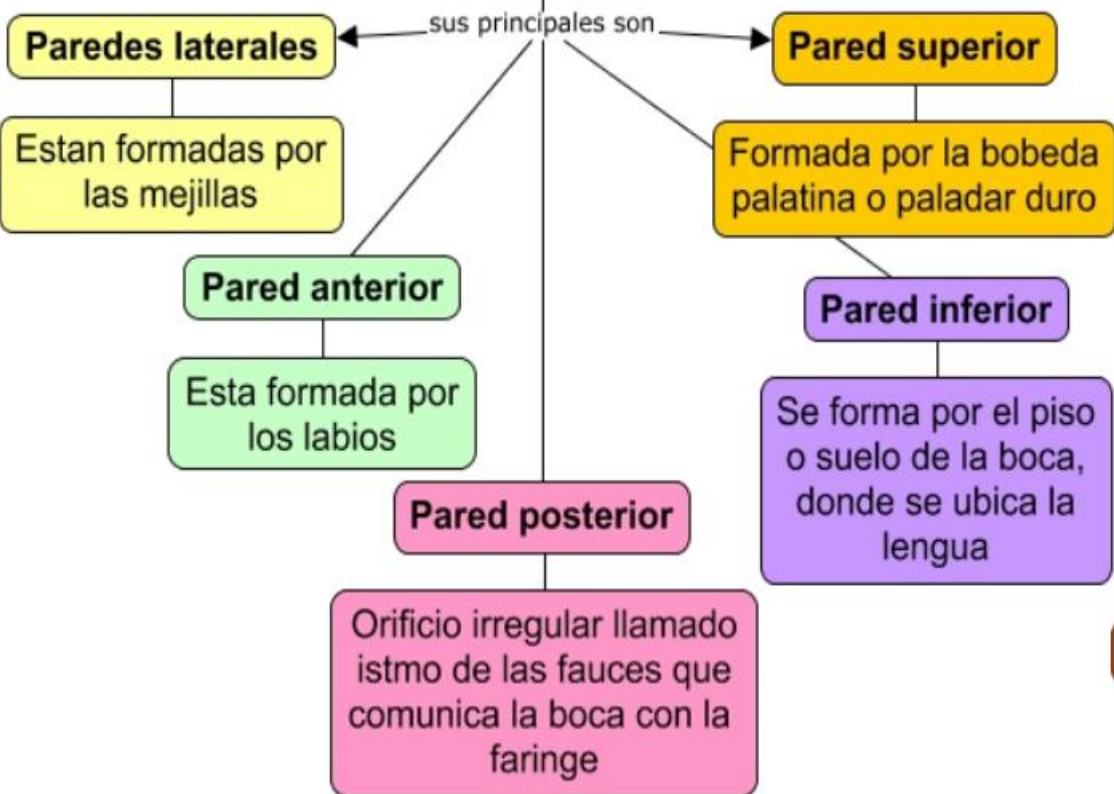 sus principales son
Paredes laterales
Estan formadas por
las mejillas
Pared superior
Formada por la bobeda
palatina o paladar duro
Pared anterior
Esta formada por
los labios
Pared inferior
Se forma por el piso
o suelo de la boca,
donde se ubica la
lengua
Pared posterior
Orificio irregular llamado
istmo de las fauces que
comunica la boca con la
faringe